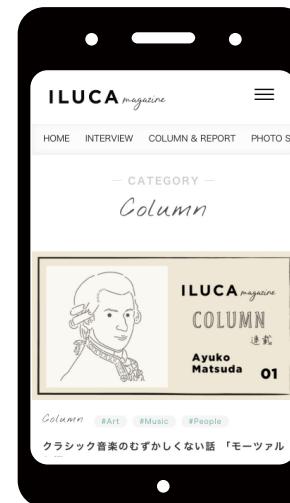 ILUCA magazine
HOME INTERVIEW COLUMN & REPORT PHOTO S
— CATEGORY —
Column
ILUCA magazine
COLUMN
連載
Ayuko
Matsuda 01
Column #Art #Music #People
クラシック音楽のむずかしくない話 「モーツァル